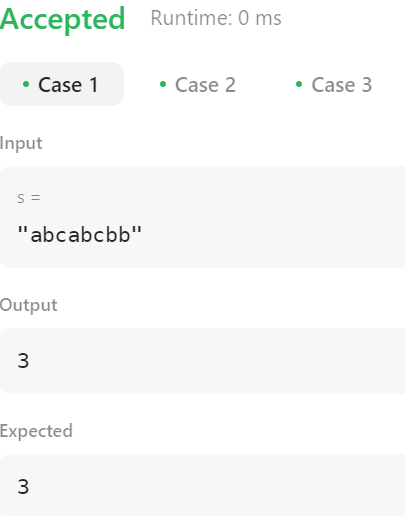 Accepted Runtime: 0 ms
• Case 1 • Case 2 • Case 3
Input
s =
"abcabcbb"
Output
3
Expected
3